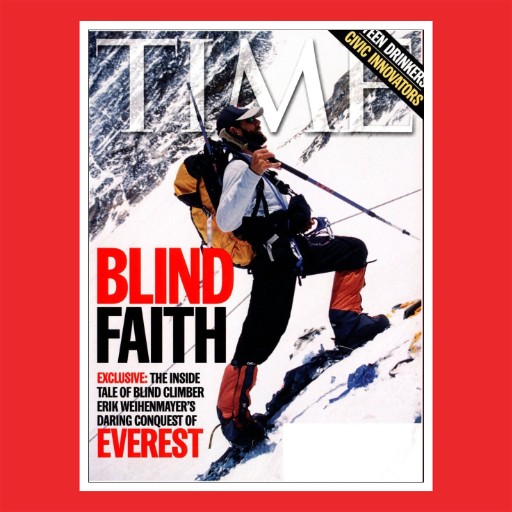 TIME
TEEN DRINKERS
CIVIC INNOVATORS
BLIND
FAITH
EXCLUSIVE: THE INSIDE
TALE OF BLIND CLIMBER
ERIK WEIHENMAYER'S
DARING CONQUEST OF
EVEREST